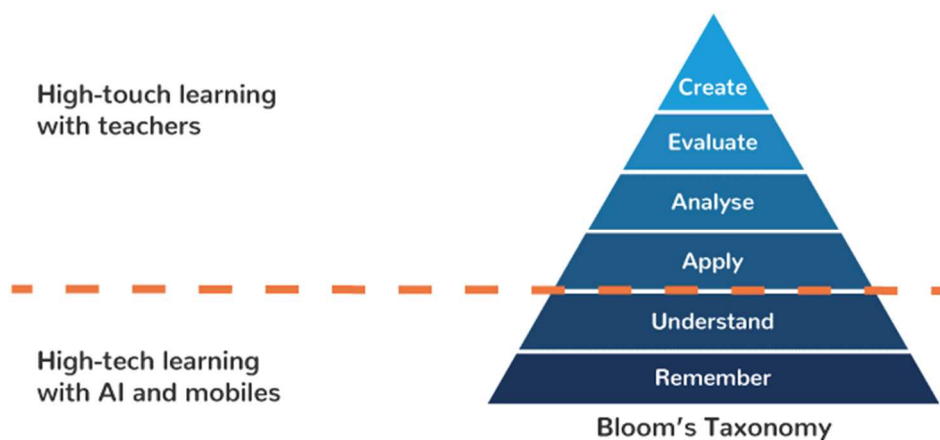 High-touch learning
with teachers
Create
Evaluate
Analyse
Apply
Understand
Remember
High-tech learning
with AI and mobiles
Bloom's Taxonomy